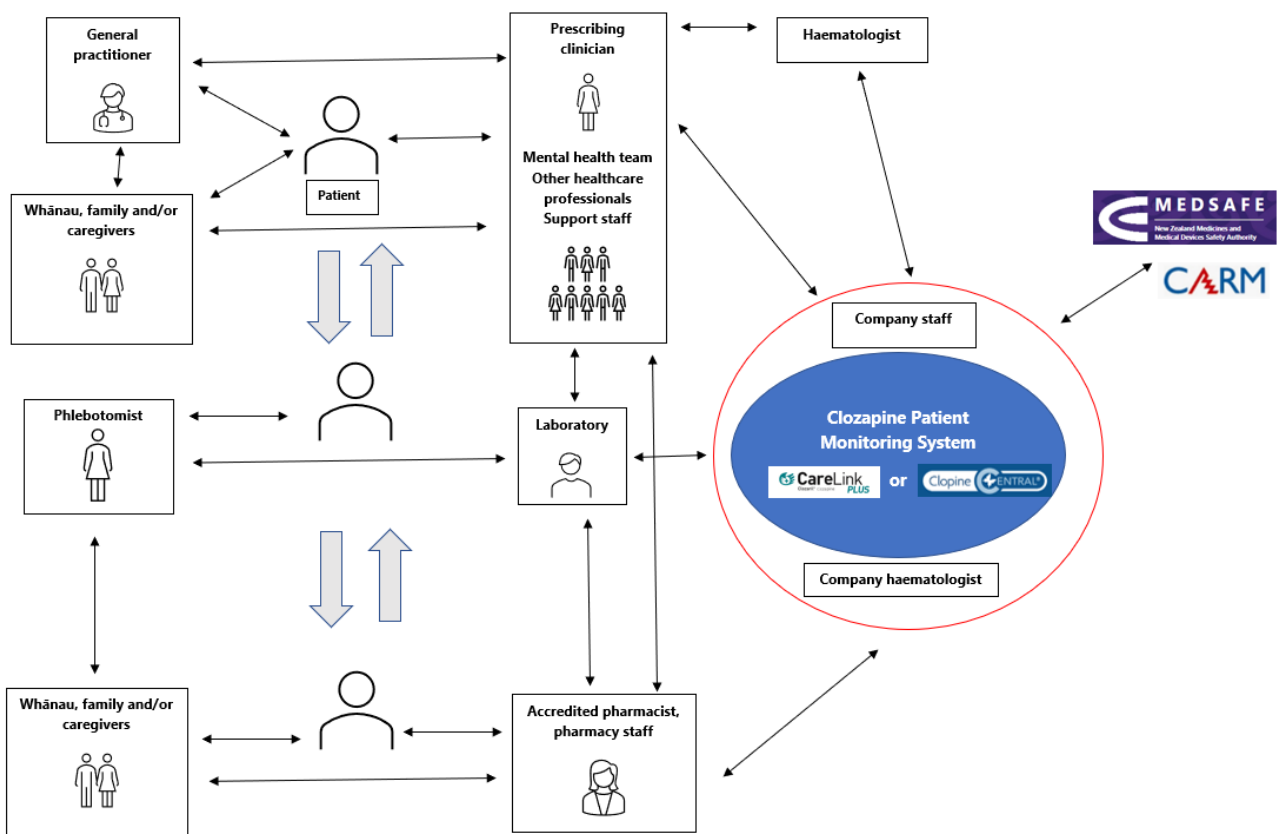 General
practitioner
Prescribing
clinician
Haematologist
Mental health team
Other healthcare
professionals
Support staff
Patient
Whānau, family and/or
caregivers
MEDSAFE
New Zealand Medicines and
Medical Devices Safety Authority
CARM
Company staff
Phlebotomist
Laboratory
Clozapine Patient
Monitoring System
CareLink
PLUS
or
Clopine CENTRAL
Company haematologist
Whānau, family and/or
caregivers
Accredited pharmacist,
pharmacy staff